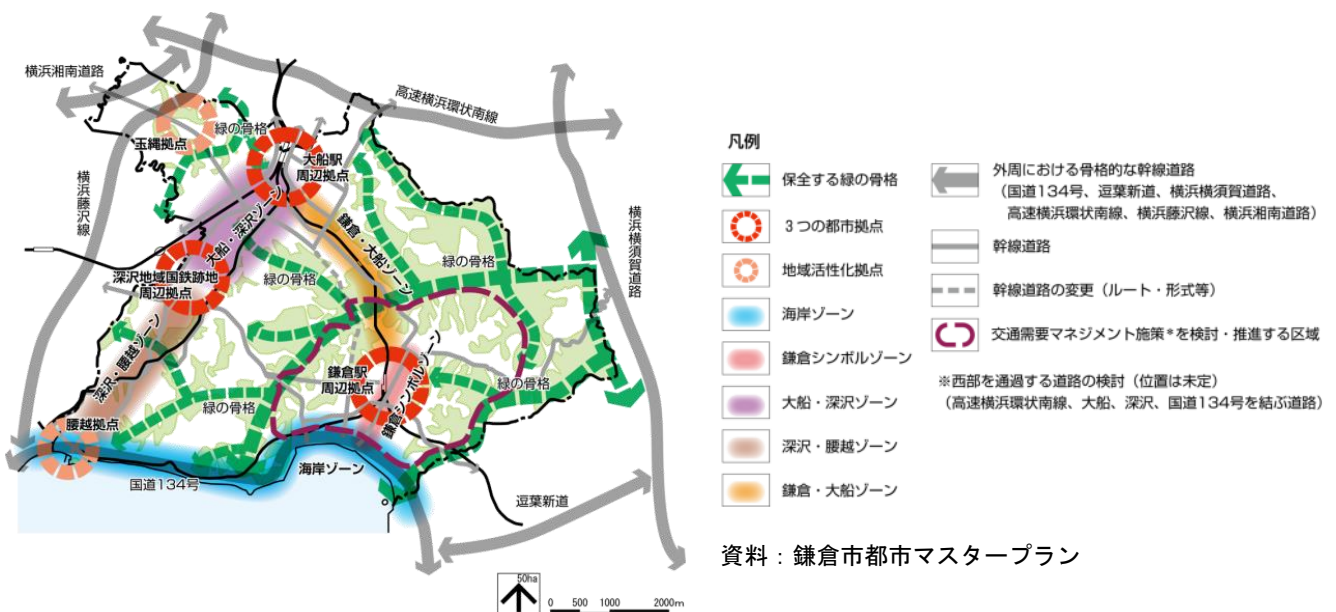 横浜湘南道路
高速横浜環状南線
緑の骨格
玉縄拠点
大船駅
周辺拠点
横浜藤沢線
大船・深沢ゾーン
鎌倉・大船ゾーン
横浜横須賀道路
深沢地域国鉄跡地
周辺拠点
緑の骨格
緑の骨格
深沢・腰越ゾーン
鎌倉駅
周辺拠点
鎌倉シンボルゾーン
緑の骨格
緑の骨格
腰越拠点
海岸ゾーン
国道134号
逗葉新道
50ha
0 500 1000 2000m
凡例
保全する緑の骨格
3つの都市拠点
地域活性化拠点
海岸ゾーン
鎌倉シンボルゾーン
大船・深沢ゾーン
深沢・腰越ゾーン
鎌倉・大船ゾーン
外周における骨格的な幹線道路
(国道134号、逗葉新道、横浜横須賀道路、
高速横浜環状南線、横浜藤沢線、横浜湘南道路)
幹線道路
幹線道路の変更(ルート・形式等)
交通需要マネジメント施策*を検討・推進する区域
※西部を通過する道路の検討(位置は未定)
(高速横浜環状南線、大船、深沢、国道134号を結ぶ道路)
資料:鎌倉市都市マスタープラン